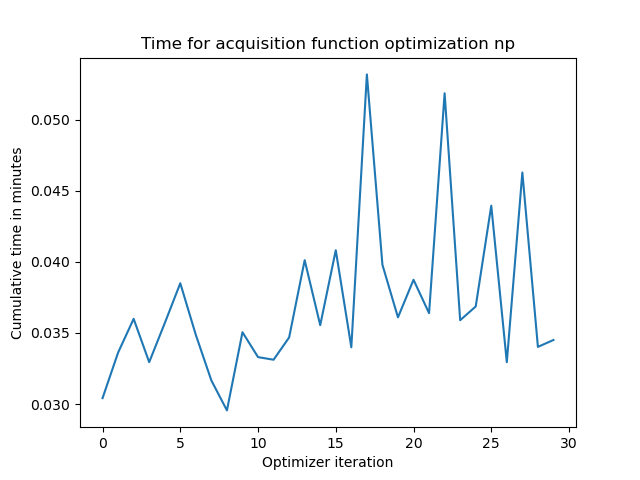 Time for acquisition function optimization np
Cumulative time in minutes
0.050
0.045
0.040
0.035
0.030
0 5 10 15 20 25 30
Optimizer iteration